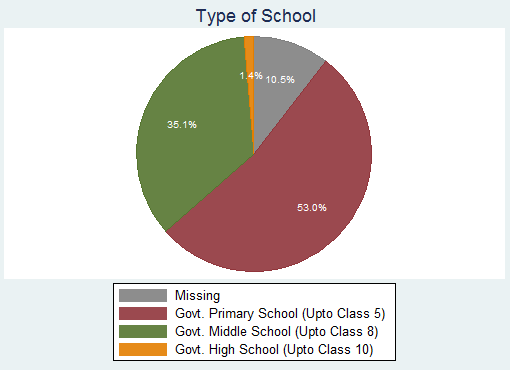 Type of School
1.4%
10.5%
35.1%
53.0%
Missing
Govt. Primary School (Upto Class 5)
Govt. Middle School (Upto Class 8)
Govt. High School (Upto Class 10)